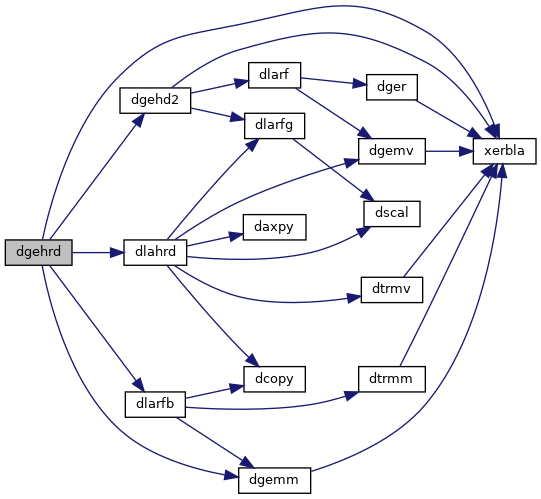 dgehrd
dgehd2
dlahrd
dlarfb
dlarf
dlarfg
daxpy
dcopy
dgemm
dger
dgemv
dscal
dtrmv
dtrmm
xerbla